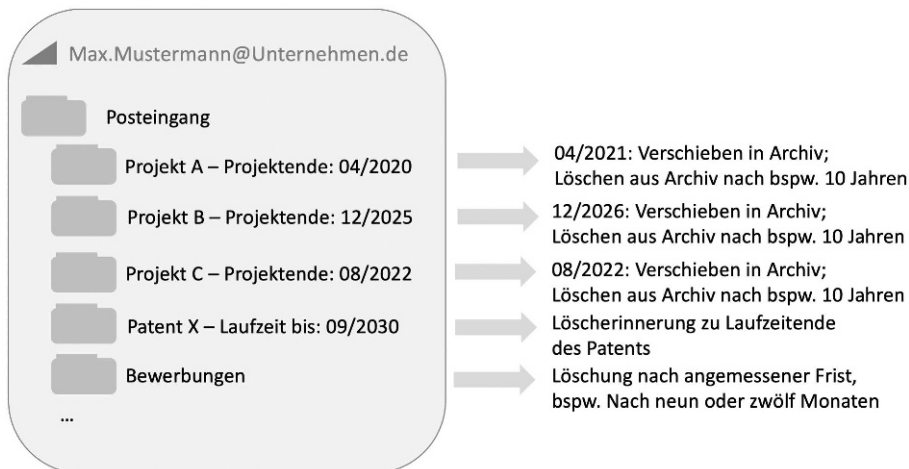 Max.Mustermann@Unternehmen.de
Posteingang
Projekt A – Projektende: 04/2020
04/2021: Verschieben in Archiv;
Löschen aus Archiv nach bspw. 10 Jahren
Projekt B – Projektende: 12/2025
12/2026: Verschieben in Archiv;
Löschen aus Archiv nach bspw. 10 Jahren
Projekt C – Projektende: 08/2022
08/2022: Verschieben in Archiv;
Löschen aus Archiv nach bspw. 10 Jahren
Patent X – Laufzeit bis: 09/2030
Löscherinnerung zu Laufzeitende
des Patents
Bewerbungen
Löschung nach angemessener Frist,
bspw. Nach neun oder zwölf Monaten
...